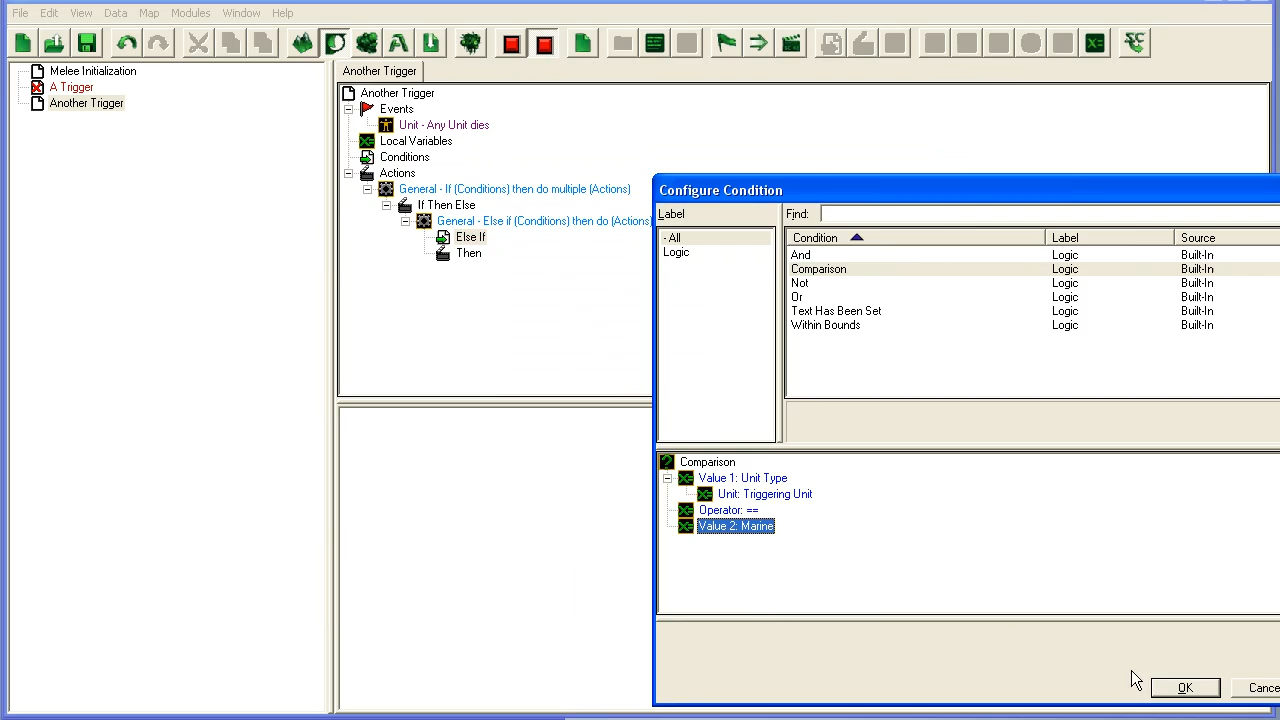 File Edit View Data Map Modules Window Help
Melee Initialization
A Trigger
Another Trigger
Another Trigger
Another Trigger
Events
Unit - Any Unit dies
Local Variables
Conditions
Actions
General - If (Conditions) then do multiple (Actions)
If Then Else
General - Else if (Conditions) then do (Actions)
Else If
Then
Configure Condition
Label
- All
Logic
Find:
Condition Label Source
And Logic Built-In
Comparison Logic Built-In
Not Logic Built-In
Or Logic Built-In
Text Has Been Set Logic Built-In
Within Bounds Logic Built-In
Comparison
Value 1: Unit Type
Unit: Triggering Unit
Operator: ==
Value 2: Marine
OK Cance